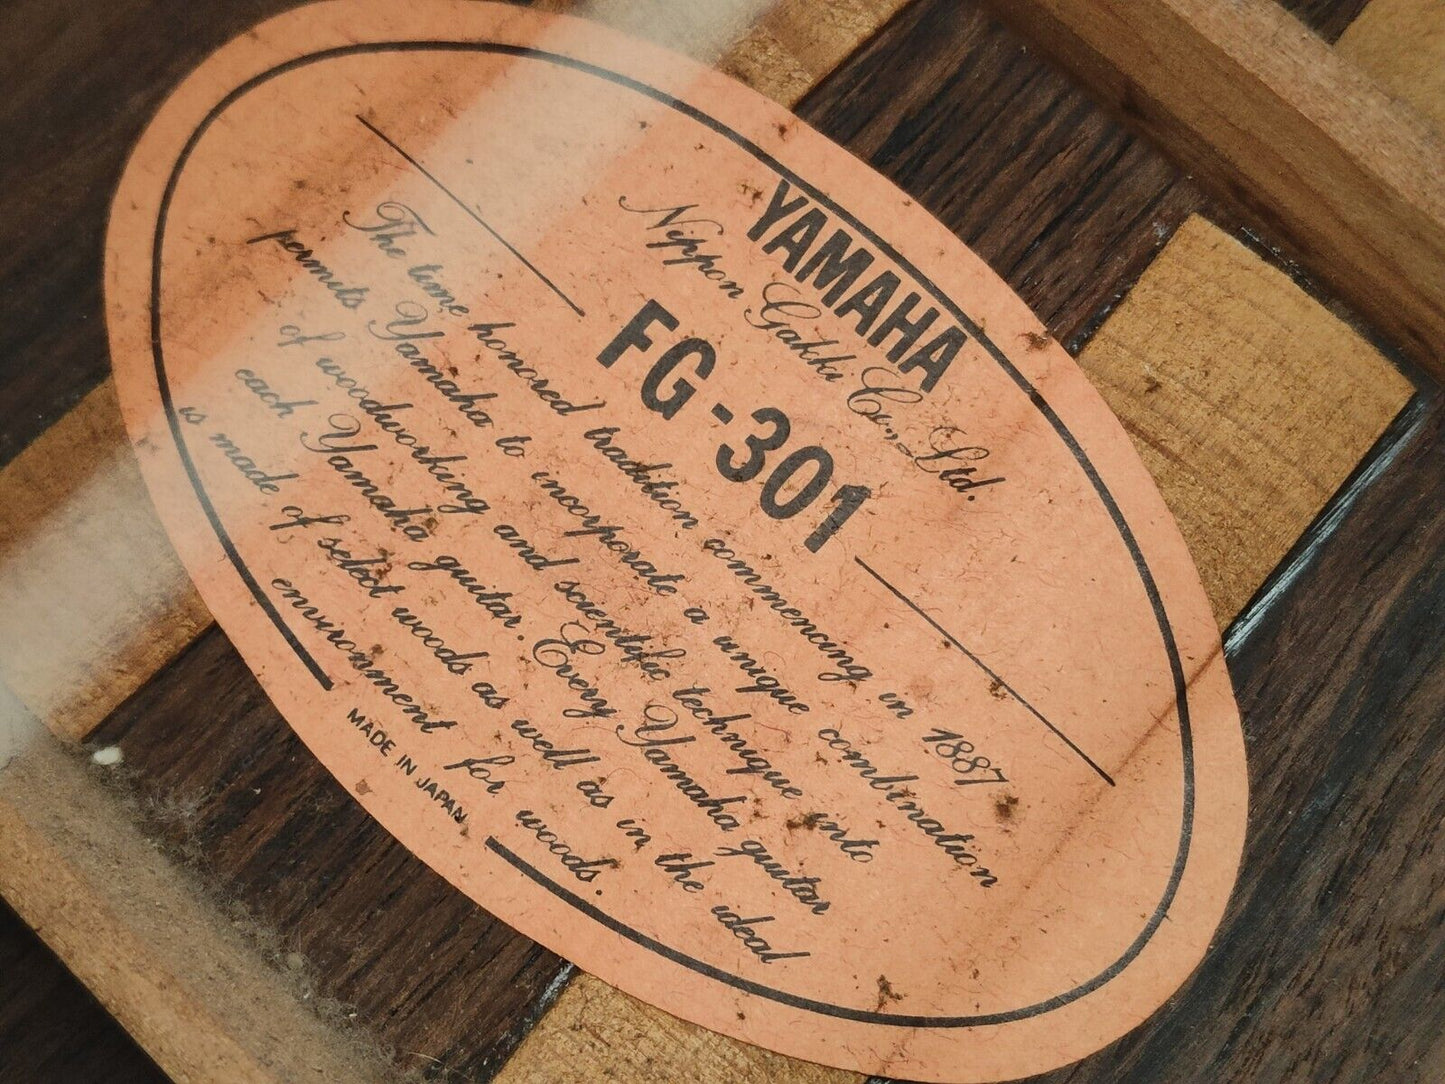 YAMAHA
Nippon Gakki Co., Ltd.
FG-301
The time honored tradition commencing in 1887
permits Yamaha to incorporate a unique combination
of woodworking and scientific technique into
each Yamaha guitar. Every Yamaha guitar
is made of select woods as well as in the ideal
environment for woods.
MADE IN JAPAN